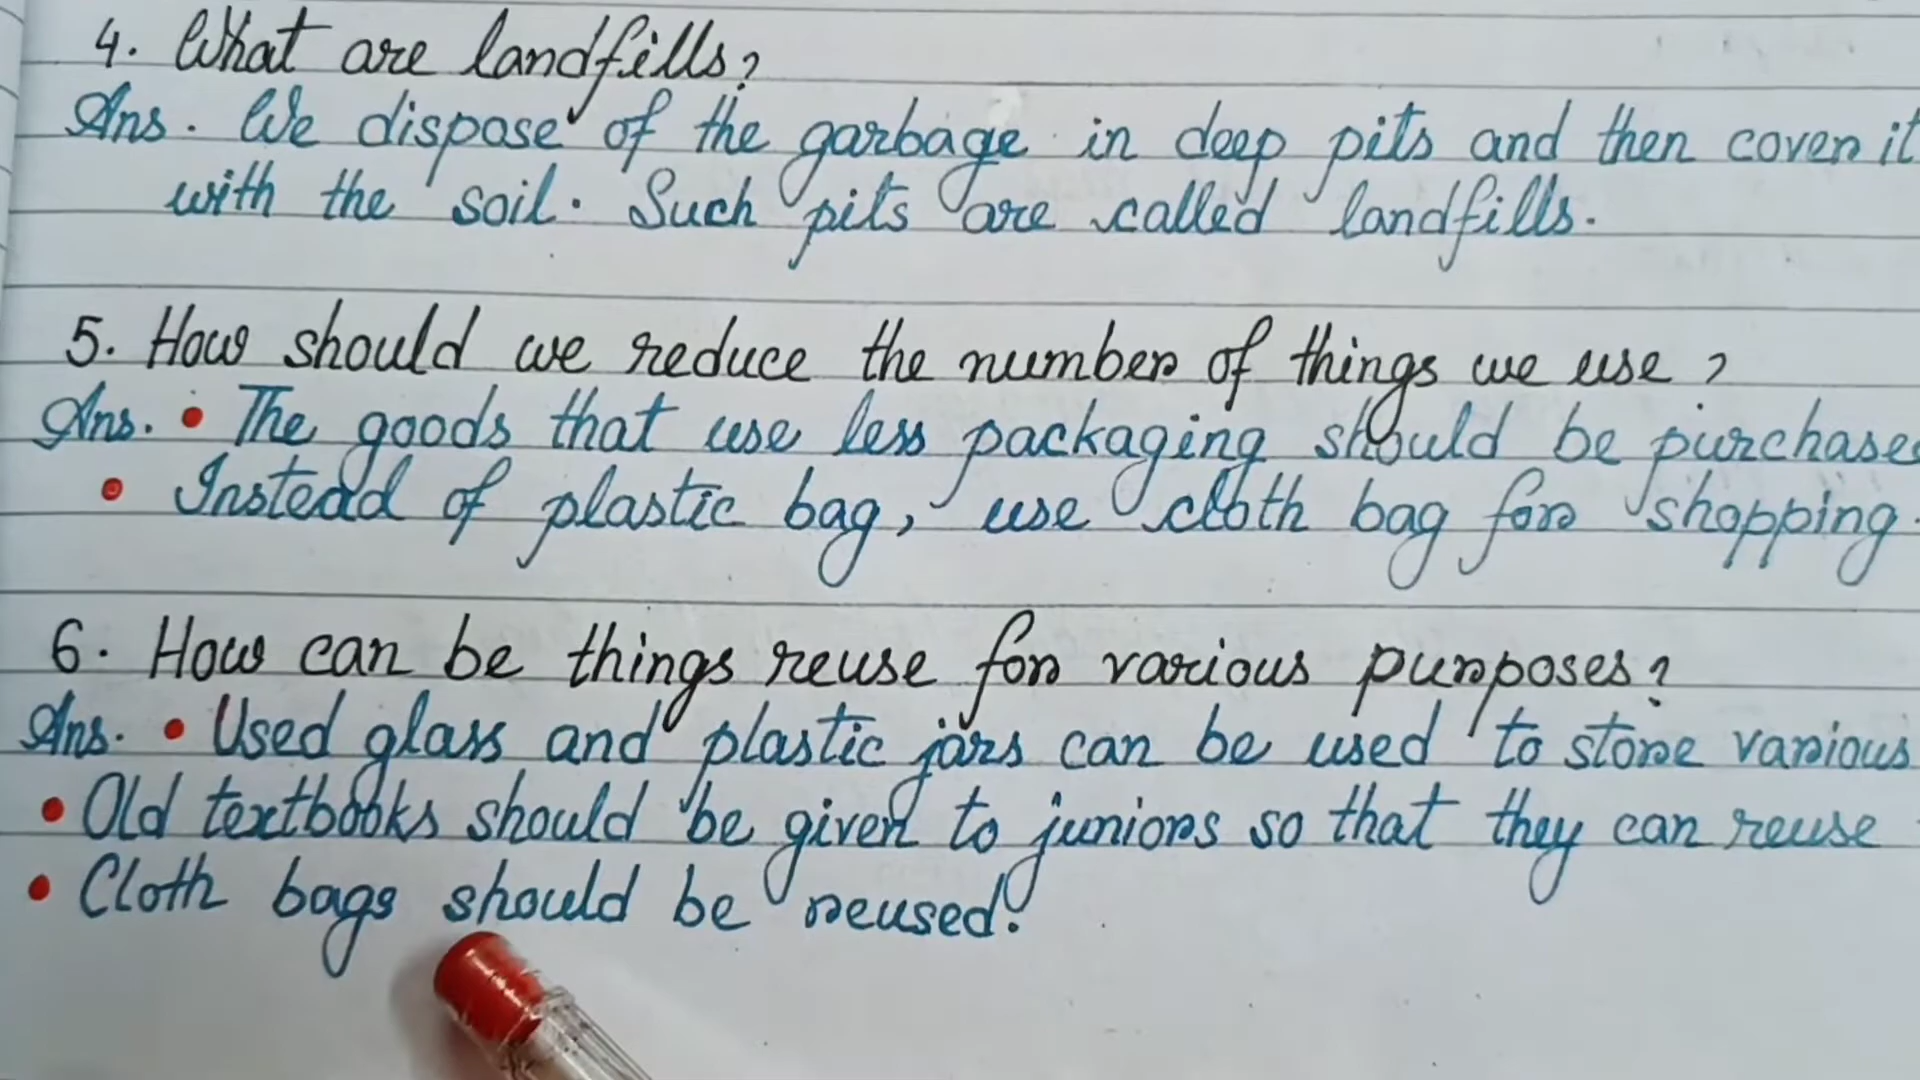 4. What are landfills?
Ans. We dispose of the garbage in deep pits and then cover it
with the soil. Such pits are called landfills.
5. How should we reduce the number of things we use?
Ans. • The goods that use less packaging should be purchase
• Instead of plastic bag, use cloth bag for shopping.
6. How can be things reuse for various purposes?
Ans. • Used glass and plastic jars can be used to store various
• Old textbooks should be given to juniors so that they can reuse
• Cloth bags should be reused.